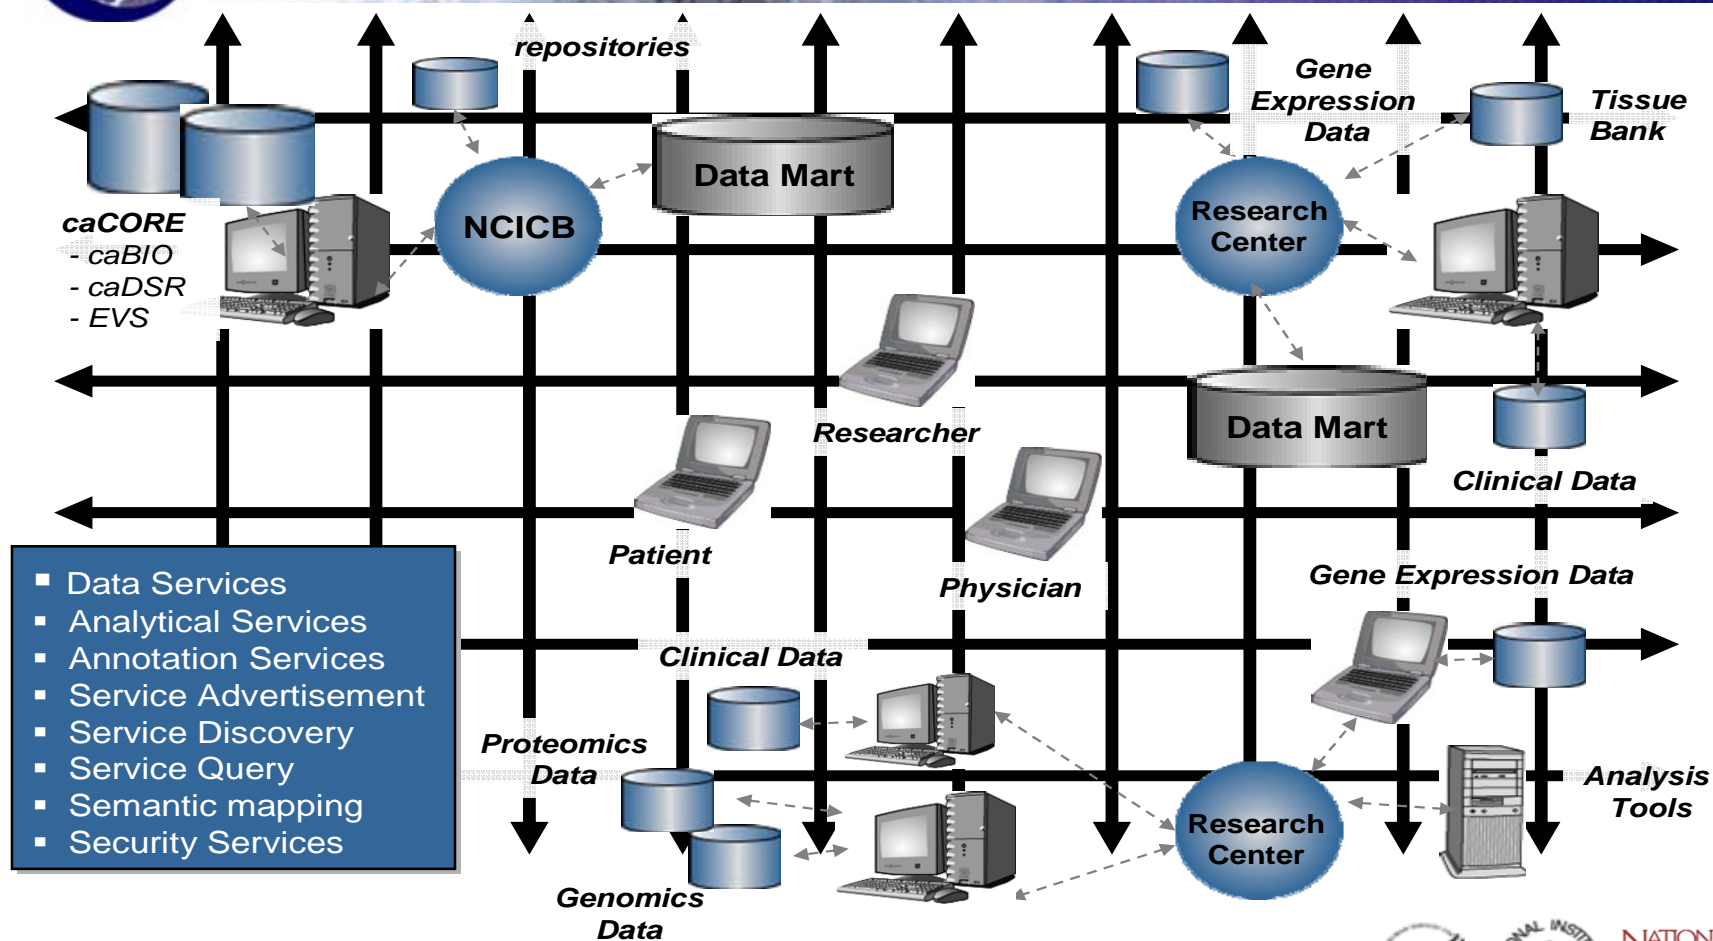 repositories
Gene
Expression
Data
Tissue
Bank
Data Mart
NCICB
Research
Center
caCORE
- caBIO
- caDSR
- EVS
Researcher
Data Mart
Clinical Data
Patient
Physician
Gene Expression Data
▪ Data Services
▪ Analytical Services
▪ Annotation Services
▪ Service Advertisement
▪ Service Discovery
▪ Service Query
▪ Semantic mapping
▪ Security Services
Clinical Data
Proteomics
Data
Genomics
Data
Research
Center
Analysis
Tools